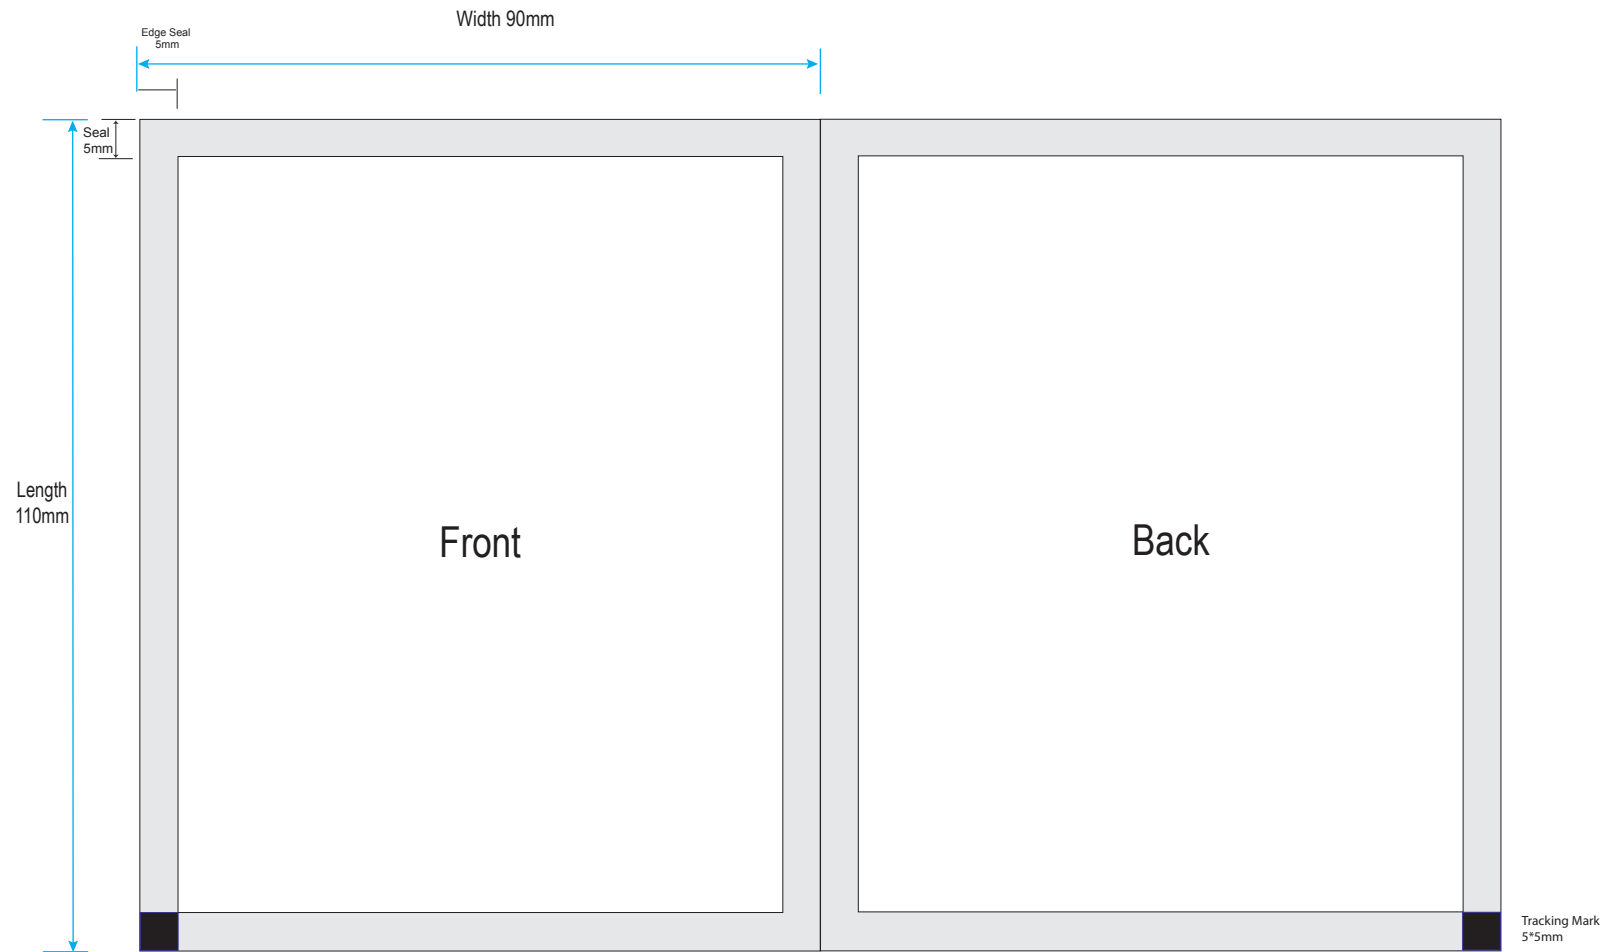 Width 90mm
Edge Seal
5mm
Seal
5mm
Length
110mm
Front
Back
Tracking Mark
5*5mm